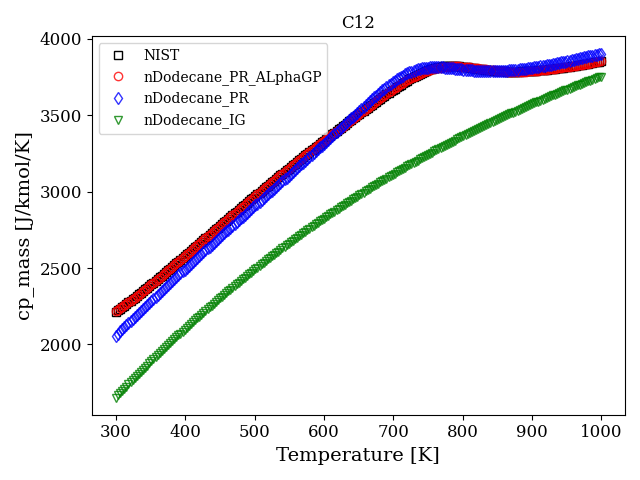 C12
NIST
nDodecane_PR_ALphaGP
nDodecane_PR
nDodecane_IG
4000
3500
3000
2500
2000
cp_mass [J/kmol/K]
300 400 500 600 700 800 900 1000
Temperature [K]